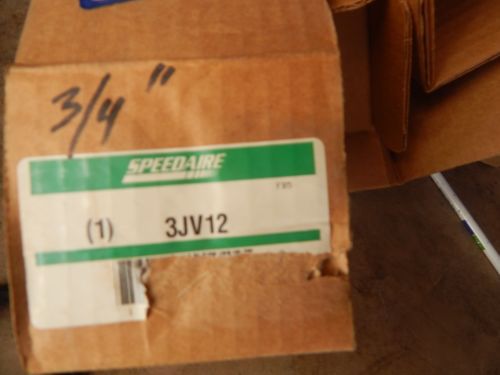 3/4"
SPEEDAIRE
(1) 3JV12